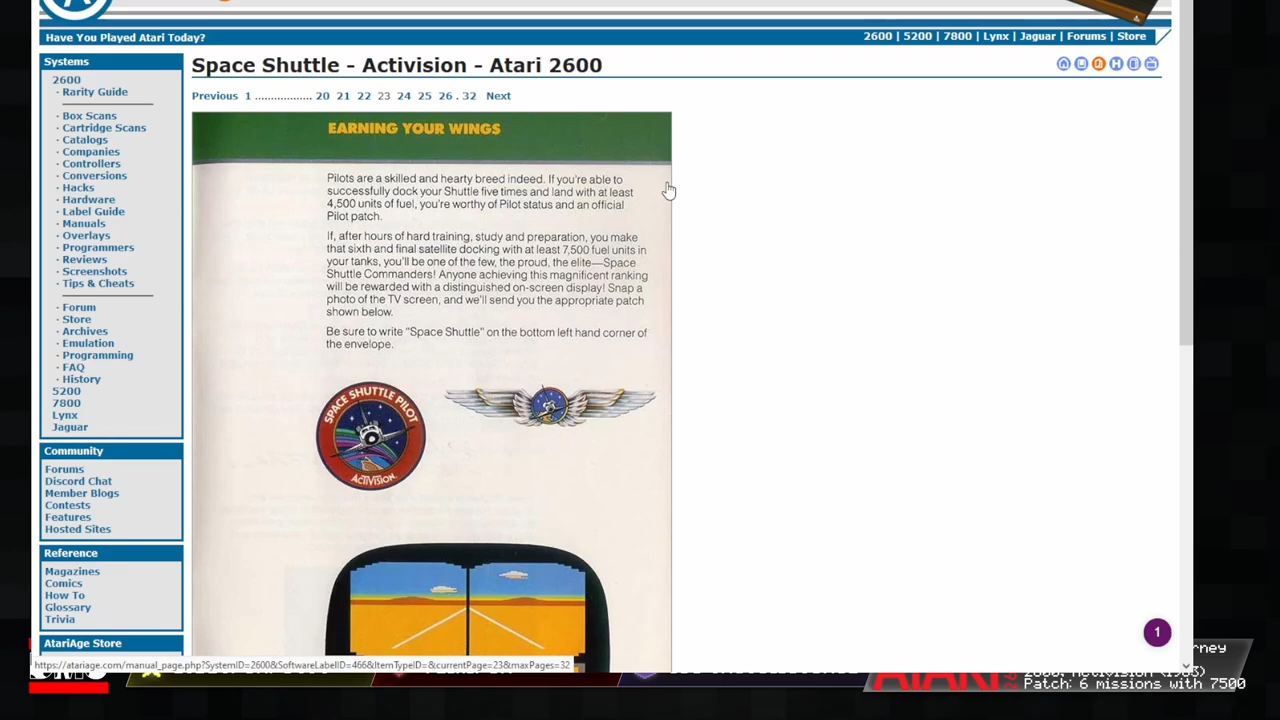 Have You Played Atari Today?
2600 | 5200 | 7800 | Lynx | Jaguar | Forums | Store
Systems
2600
· Rarity Guide
· Box Scans
· Cartridge Scans
· Catalogs
· Companies
· Controllers
· Conversions
· Hacks
· Hardware
· Label Guide
· Manuals
· Overlays
· Programmers
· Reviews
· Screenshots
· Tips & Cheats
· Forum
· Store
· Archives
· Emulation
· Programming
· FAQ
· History
5200
7800
Lynx
Jaguar
Community
Forums
Discord Chat
Member Blogs
Contests
Features
Hosted Sites
Reference
Magazines
Comics
How To
Glossary
Trivia
AtariAge Store
Space Shuttle - Activision - Atari 2600
Previous 1 ................. 20 21 22 23 24 25 26 . 32 Next
EARNING YOUR WINGS
Pilots are a skilled and hearty breed indeed. If you're able to
successfully dock your Shuttle five times and land with at least
4,500 units of fuel, you're worthy of Pilot status and an official
Pilot patch.
If, after hours of hard training, study and preparation, you make
that sixth and final satellite docking with at least 7,500 fuel units in
your tanks, you'll be one of the few, the proud, the elite—Space
Shuttle Commanders! Anyone achieving this magnificent ranking
will be rewarded with a distinguished on-screen display! Snap a
photo of the TV screen, and we'll send you the appropriate patch
shown below.
Be sure to write "Space Shuttle" on the bottom left hand corner of
the envelope.
SPACE SHUTTLE PILOT
ACTIVISION
1
https://atariage.com/manual_page.php?SystemID=2600&SoftwareLabelID=466&ItemTypeID=&currentPage=23&maxPages=32
Patch: 6 missions with 7500